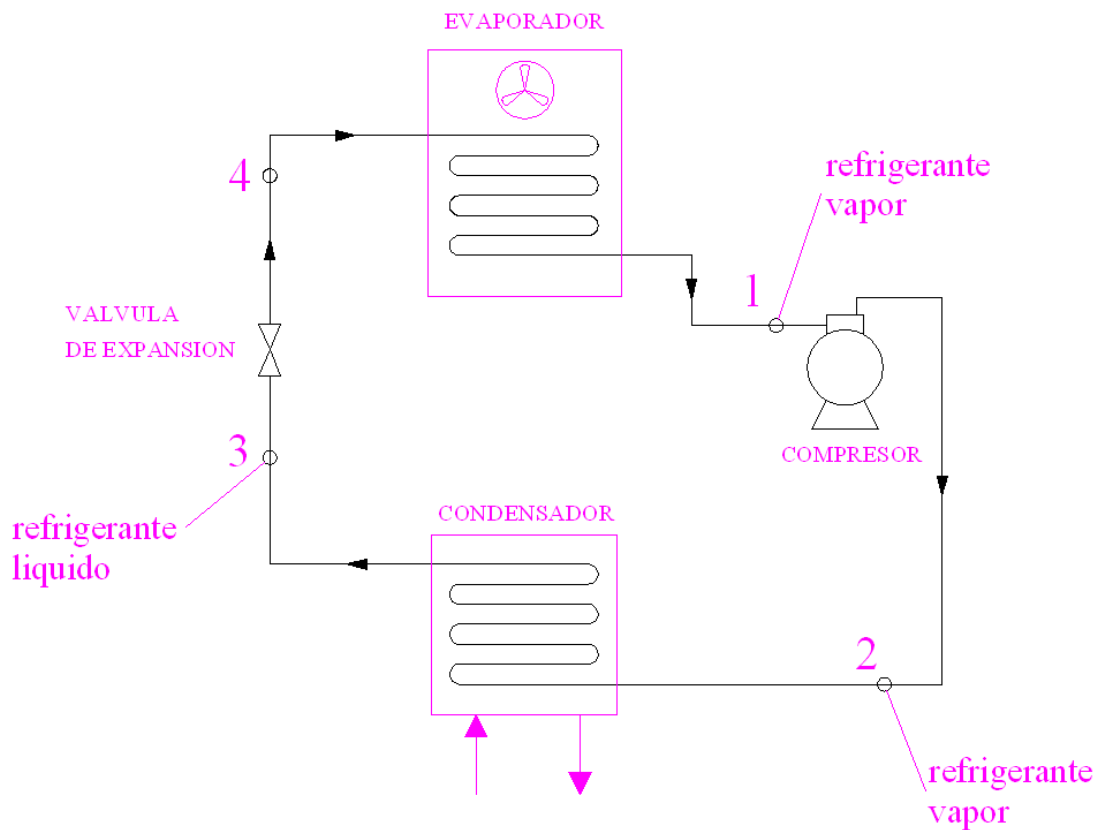 EVAPORADOR
refrigerante
vapor
4
1
VALVULA
DE EXPANSION
3
COMPRESOR
CONDENSADOR
refrigerante
liquido
2
refrigerante
vapor